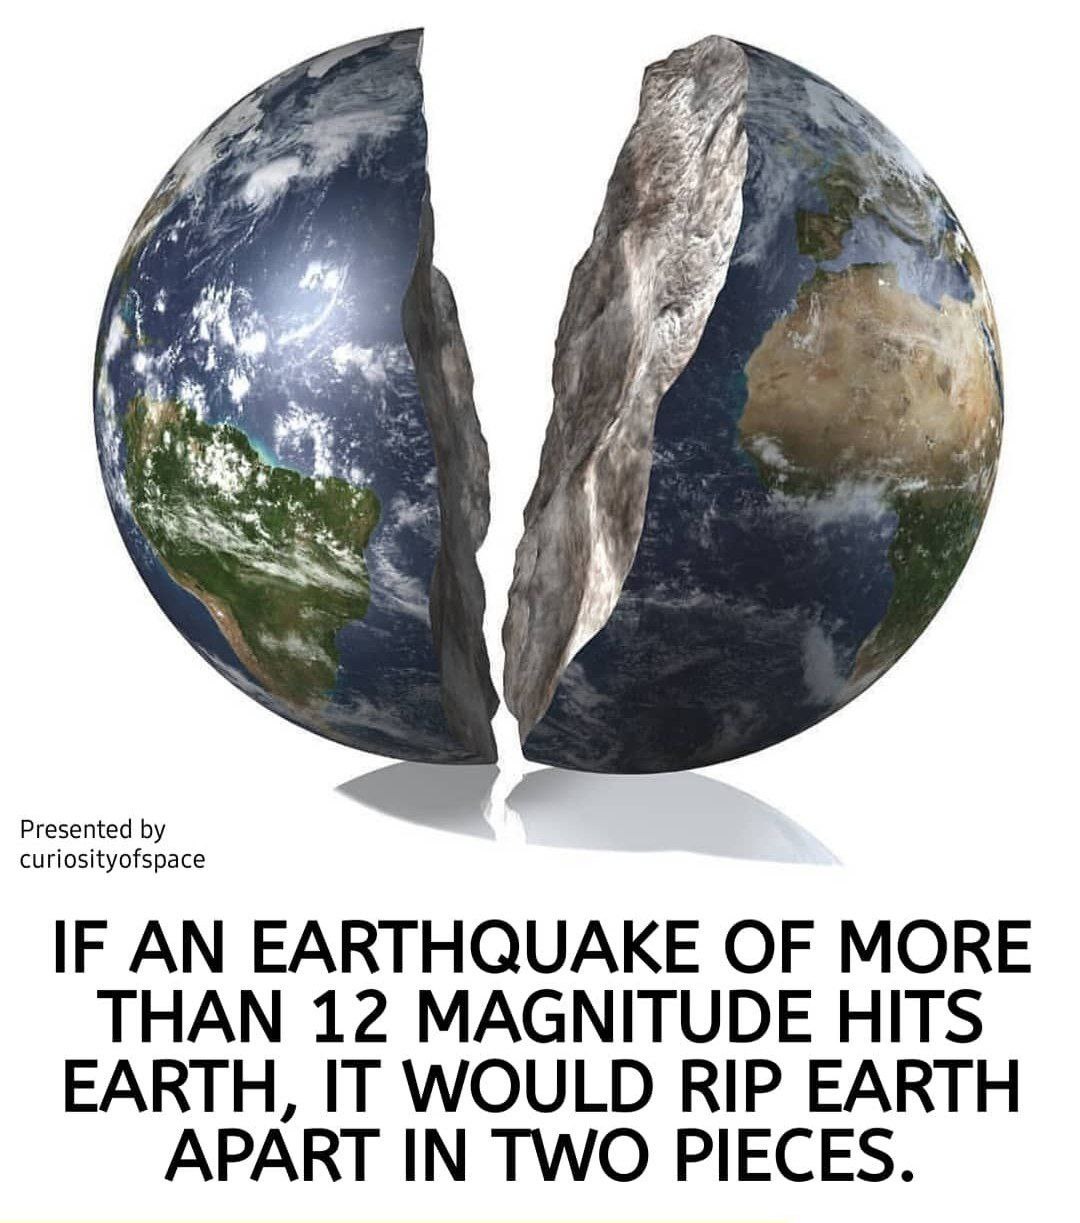 Presented by
curiosityofspace
IF AN EARTHQUAKE OF MORE
THAN 12 MAGNITUDE HITS
EARTH, IT WOULD RIP EARTH
APART IN TWO PIECES.